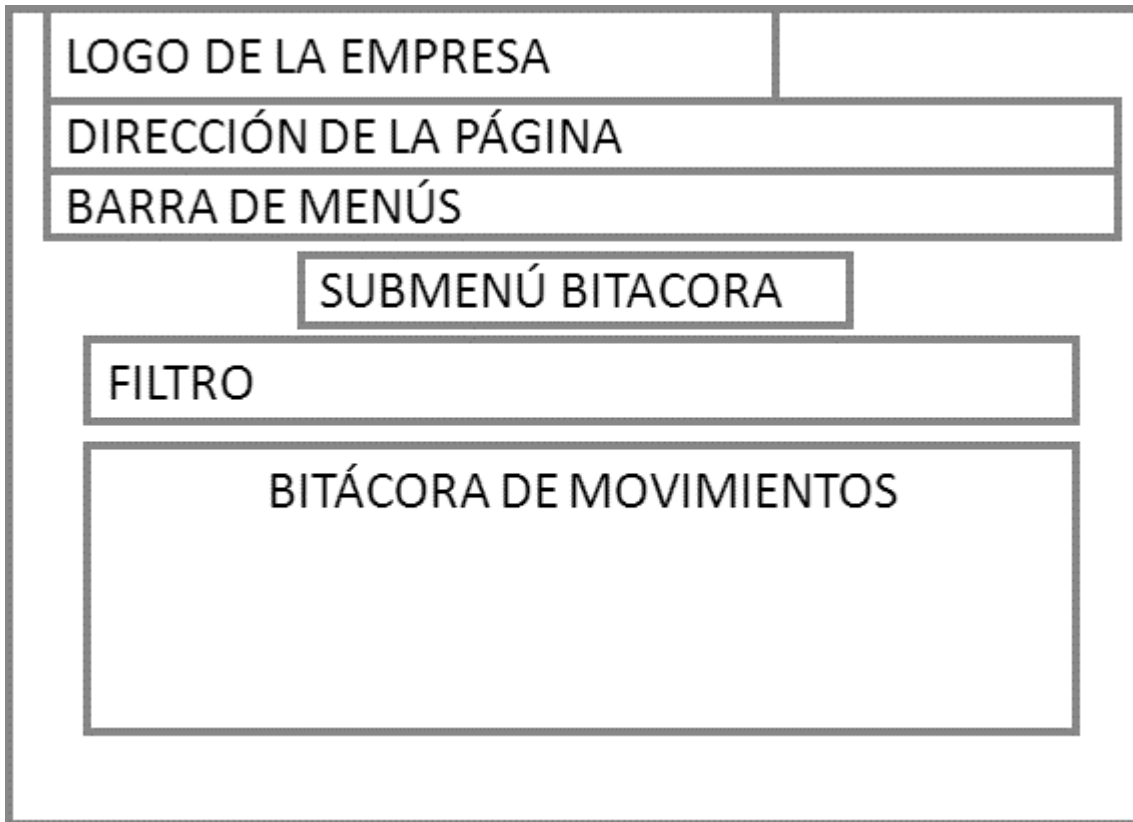 LOGO DE LA EMPRESA
DIRECCIÓN DE LA PÁGINA
BARRA DE MENÚS
SUBMENÚ BITACORA
FILTRO
BITÁCORA DE MOVIMIENTOS